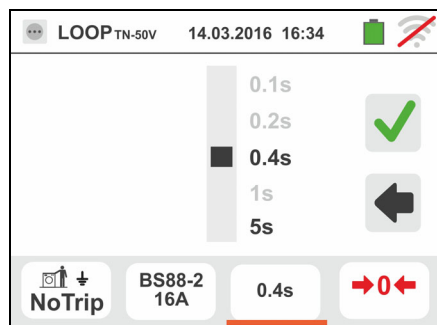 LOOP TN-50V 14.03.2016 16:34
0.1s
0.2s
0.4s
1s
5s
NoTrip
BS88-2
16A
0.4s
→0←